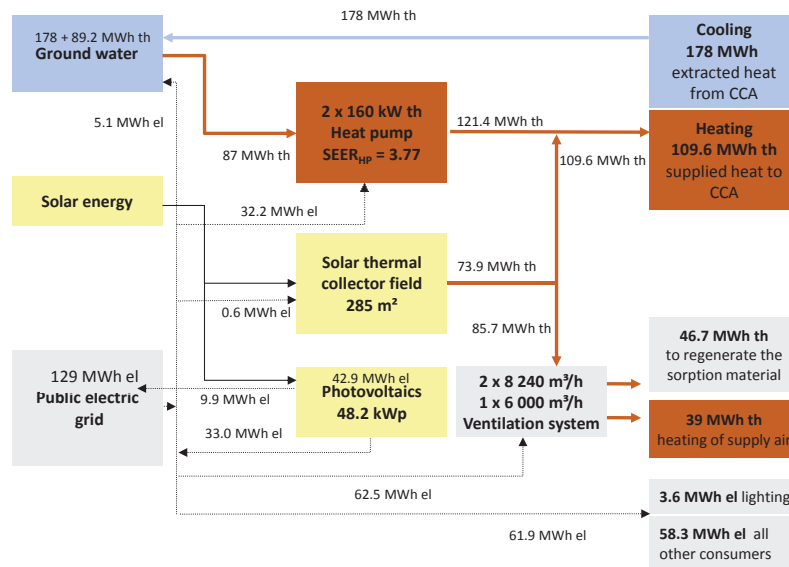 178 MWh th
178 + 89.2 MWh th
Ground water
Cooling
178 MWh
extracted heat
from CCA
5.1 MWh el
87 MWh th
2 x 160 kW th
Heat pump
SEER_HP = 3.77
121.4 MWh th
109.6 MWh th
Heating
109.6 MWh th
supplied heat to
CCA
Solar energy
32.2 MWh el
Solar thermal
collector field
285 m²
73.9 MWh th
0.6 MWh el
85.7 MWh th
129 MWh el
Public electric
grid
9.9 MWh el
42.9 MWh el
Photovoltaics
48.2 kWp
33.0 MWh el
2 x 8 240 m³/h
1 x 6 000 m³/h
Ventilation system
46.7 MWh th
to regenerate the
sorption material
39 MWh th
heating of supply air
62.5 MWh el
61.9 MWh el
3.6 MWh el lighting
58.3 MWh el all
other consumers